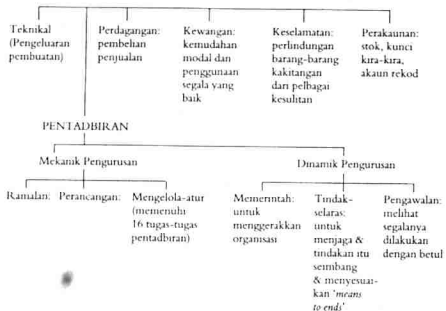 Teknikal
(Pengeluaran
pembuatan)
Perdagangan:
pembelian
penjualan
Kewangan:
kemudahan
modal dan
penggunaan
segala yang
baik
Keselamatan:
perlindungan
barang-barang
kakitangan
dari pelbagai
kesulitan
Perakaunan:
stok, kunci
kira-kira,
akaun rekod
PENTADBIRAN
Mekanik Pengurusan
Dinamik Pengurusan
Ramalan:
Perancangan:
Mengelola-atur
(memenuhi
16 tugas-tugas
pentadbiran)
Memerintah:
untuk
menggerakkan
organisasi
Tindak-
selaras:
untuk
menjaga &
tindakan itu
seimbang
& menyesuai-
kan 'means
to ends'
Pengawalan:
melihat
segalanya
dilakukan
dengan betul